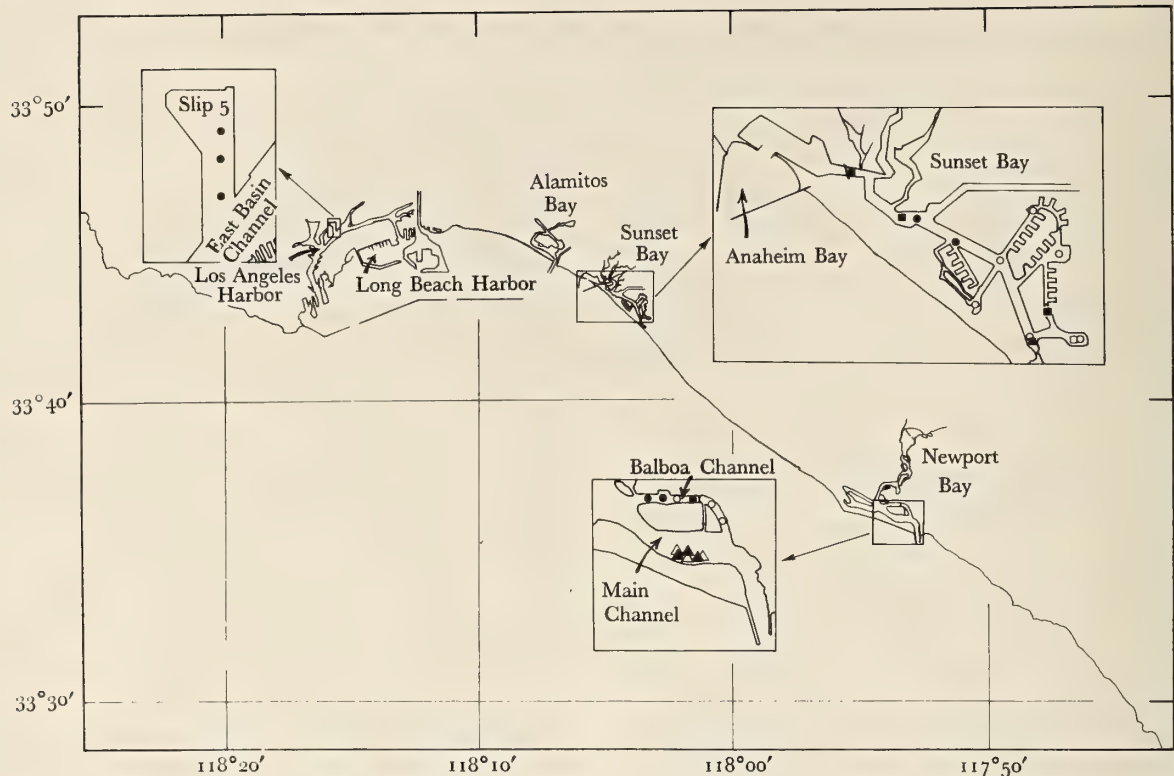 33°50'
33°40'
33°30'
118°20'
118°10'
118°00'
117°50'
Slip 5
East Basin
Channel
Los Angeles
Harbor
Long Beach Harbor
Alamitos
Bay
Sunset
Bay
Sunset Bay
Anaheim Bay
Balboa Channel
Main
Channel
Newport
Bay